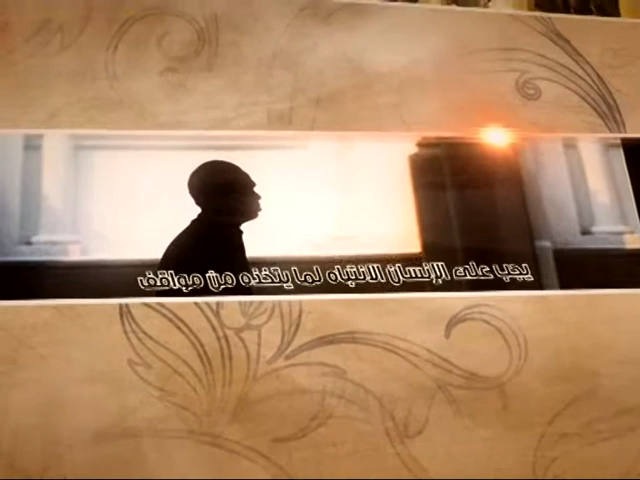 يجب على الإنسان الانتباه لما يتخذه من مواقف